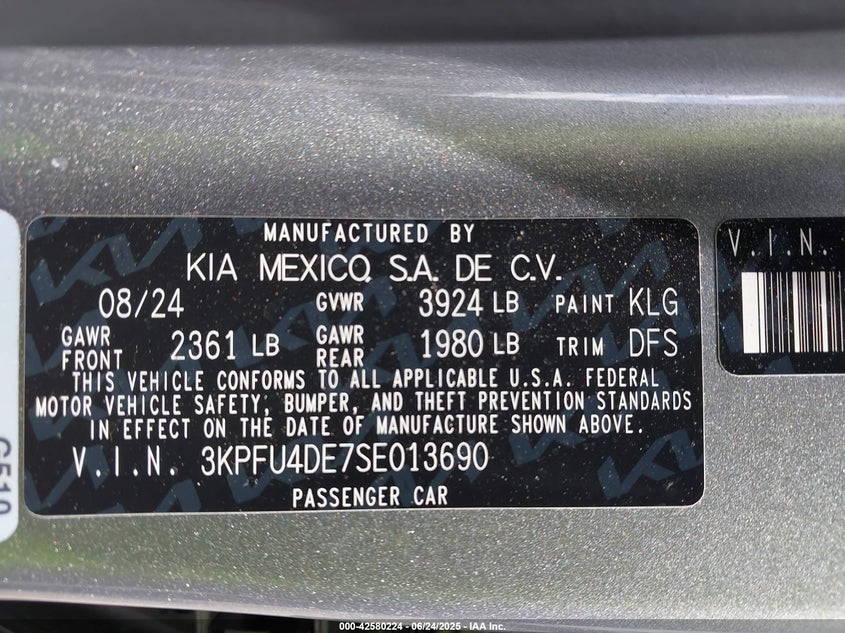 MANUFACTURED BY
KIA MEXICO, S.A. DE C.V.
08/24 GVWR 3924 LB PAINT KLG
GAWR FRONT 2361 LB GAWR REAR 1980 LB TRIM DFS
THIS VEHICLE CONFORMS TO ALL APPLICABLE U.S.A. FEDERAL
MOTOR VEHICLE SAFETY, BUMPER, AND THEFT PREVENTION STANDARDS
IN EFFECT ON THE DATE OF MANUFACTURE SHOWN ABOVE.
V.I.N. 3KPFU4DE7SE013690
PASSENGER CAR
V.I.N.
G510
000-42580224 - 06/24/2025 - IAA Inc.